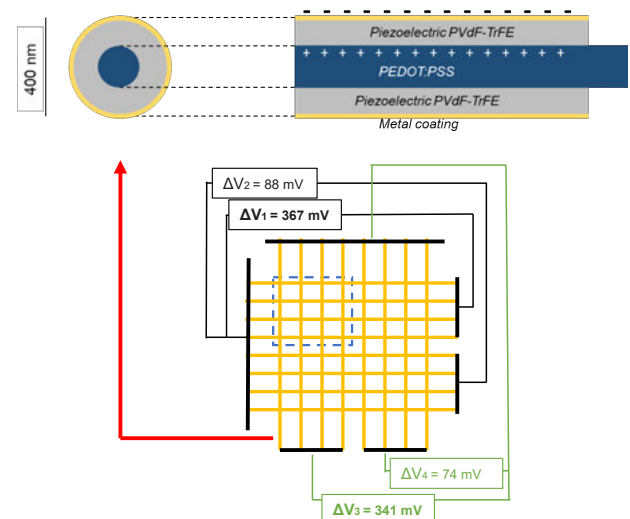 - - - - - - - - - - - - -
Piezoelectric PVdF-TrFE
+ + + + + + + + + + + + +
PEDOT:PSS
Piezoelectric PVdF-TrFE
Metal coating
400 nm
ΔV₂ = 88 mV
ΔV₁ = 367 mV
ΔV₄ = 74 mV
ΔV₃ = 341 mV